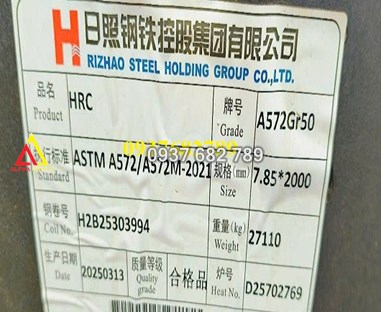 日照钢铁控股集团有限公司
RIZHAO STEEL HOLDING GROUP CO.,LTD.
品名 Product HRC 牌号 Grade A572Gr50
0937682789
执行标准 Standard ASTM A572/A572M-2021 规格(mm) Size 7.85*2000
钢卷号 Coil No. H2B25303994 重量(kg) Weight 27110
生产日期 Date 20250313 质量等级 Quality grade 合格品 炉号 Heat No. D25702769